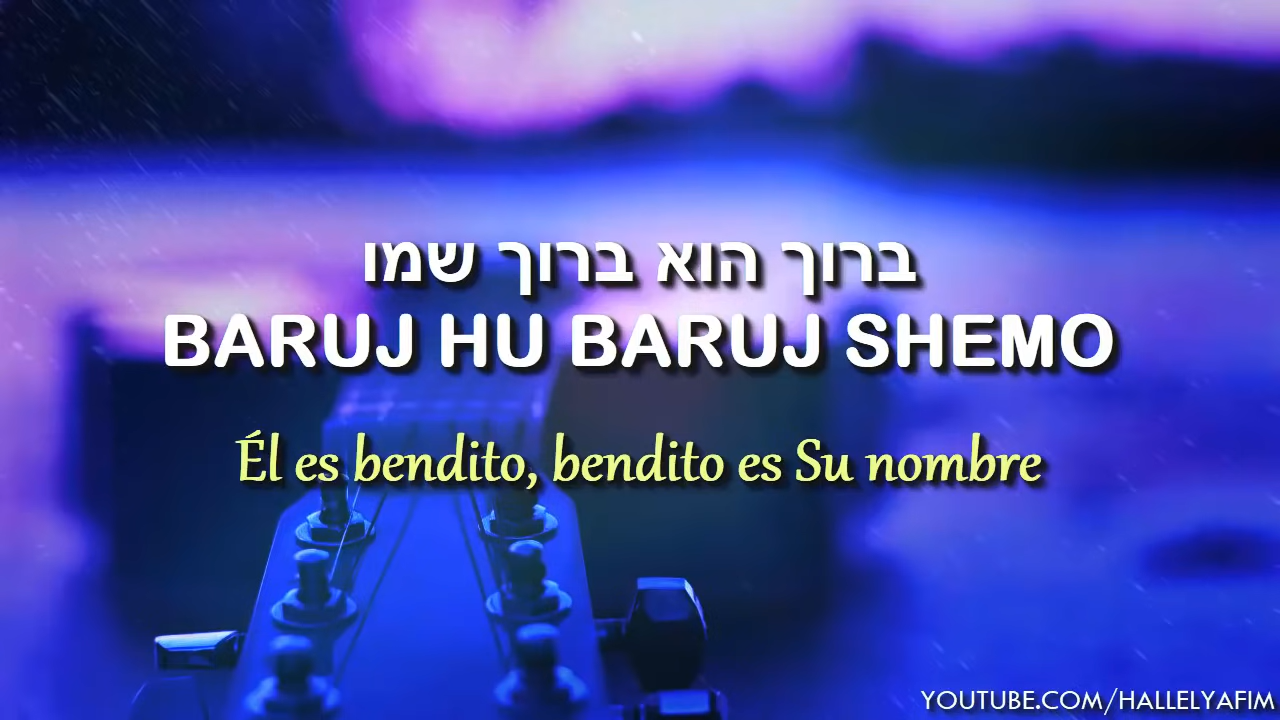 ברוך הוא ברוך שמו
BARUJ HU BARUJ SHEMO
Él es bendito, bendito es Su nombre
YOUTUBE.COM/HALLELYAFIM